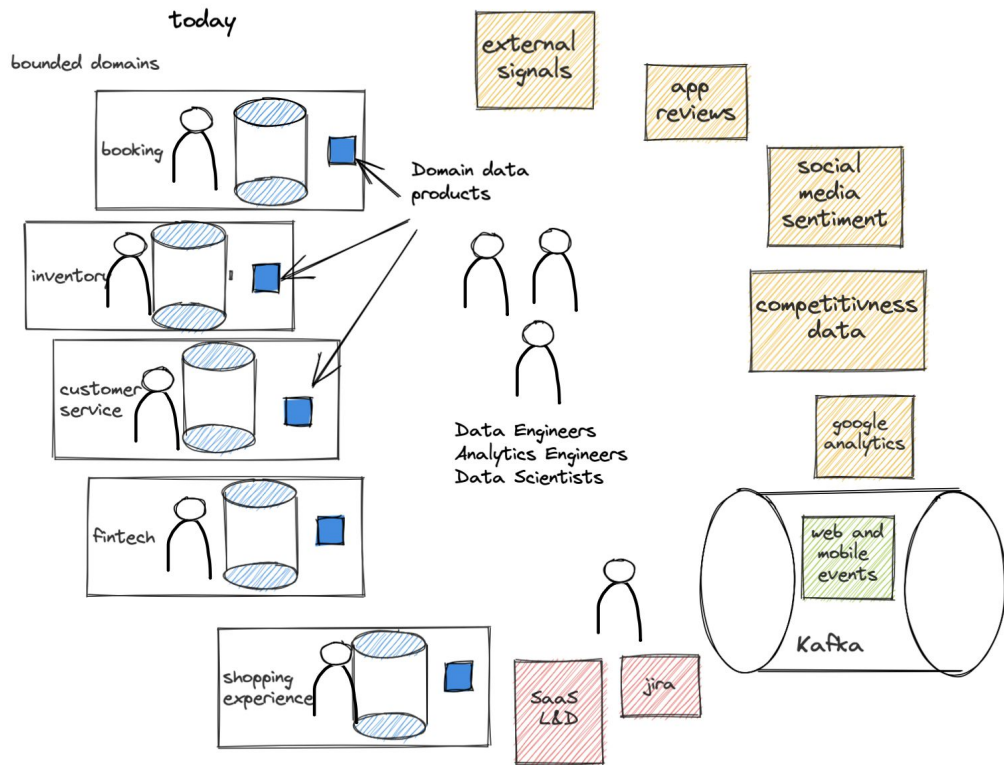 today
bounded domains
booking
inventory
customer
service
fintech
shopping
experience
Domain data
products
Data Engineers
Analytics Engineers
Data Scientists
external
signals
app
reviews
social
media
sentiment
competitivness
data
google
analytics
web and
mobile
events
Kafka
SaaS
L&D
jira